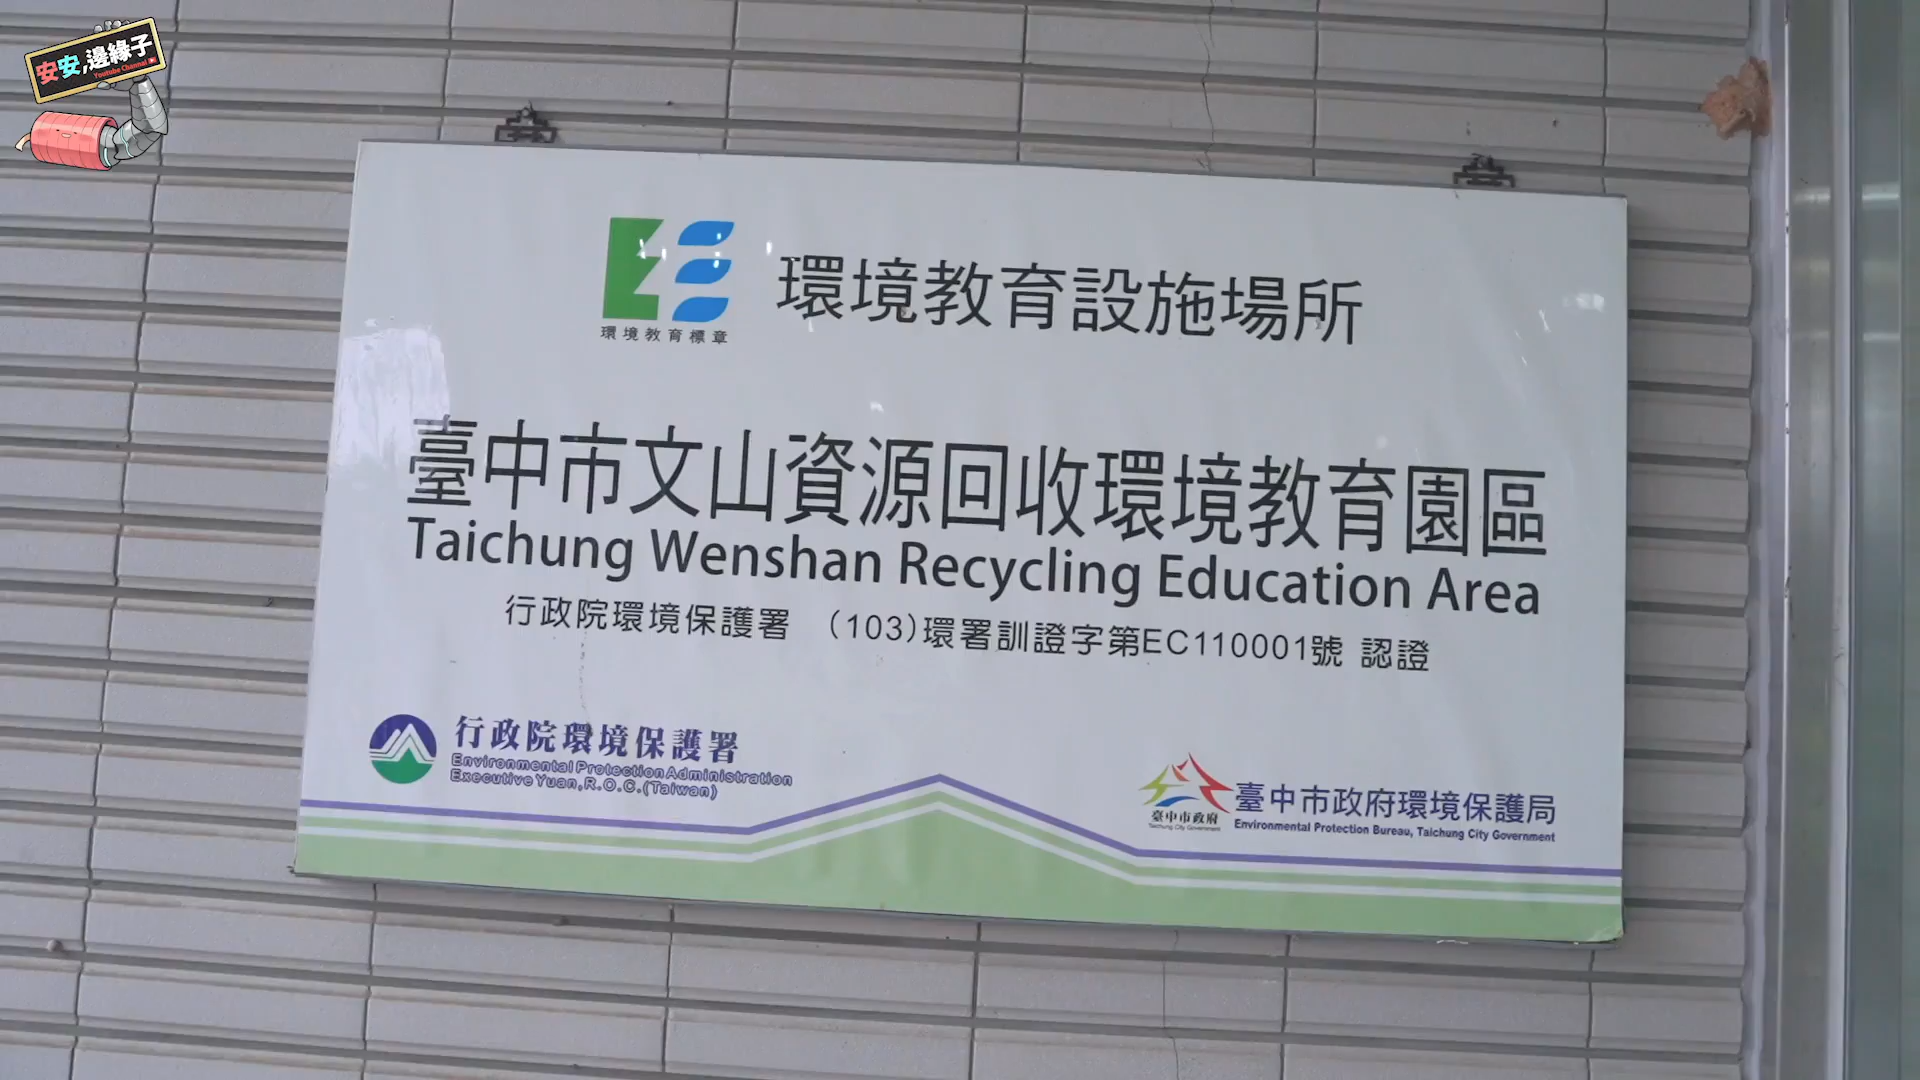 安安,邊緣子
Youtube Channel
環境教育標章
環境教育設施場所
臺中市文山資源回收環境教育園區
Taichung Wenshan Recycling Education Area
行政院環境保護署 (103)環署訓證字第EC110001號 認證
行政院環境保護署
Environmental Protection Administration
Executive Yuan,R.O.C.(Taiwan)
臺中市政府
Taichung City Government
臺中市政府環境保護局
Environmental Protection Bureau, Taichung City Government